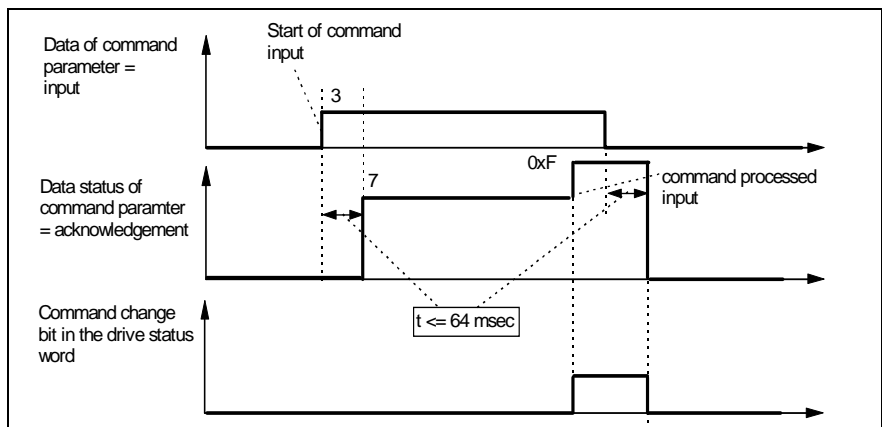 Start of command
input
Data of command
parameter =
input
3
0xF
7
command processed
input
Data status of
command paramter
= acknowledgement
t <= 64 msec
Command change
bit in the drive status
word